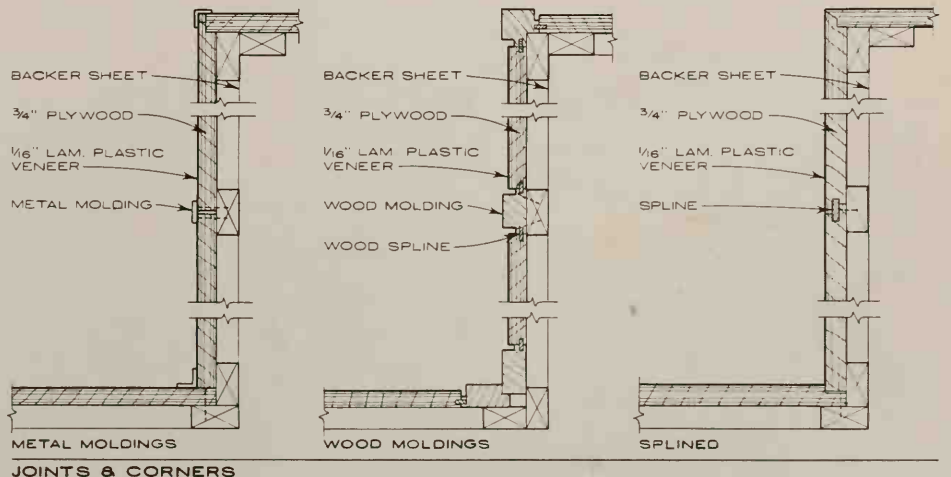 BACKER SHEET
3/4" PLYWOOD
1/16" LAM. PLASTIC
VENEER
METAL MOLDING
METAL MOLDINGS
BACKER SHEET
3/4" PLYWOOD
1/16" LAM. PLASTIC
VENEER
WOOD MOLDING
WOOD SPLINE
WOOD MOLDINGS
BACKER SHEET
3/4" PLYWOOD
1/16" LAM. PLASTIC
VENEER
SPLINE
SPLINED
JOINTS & CORNERS